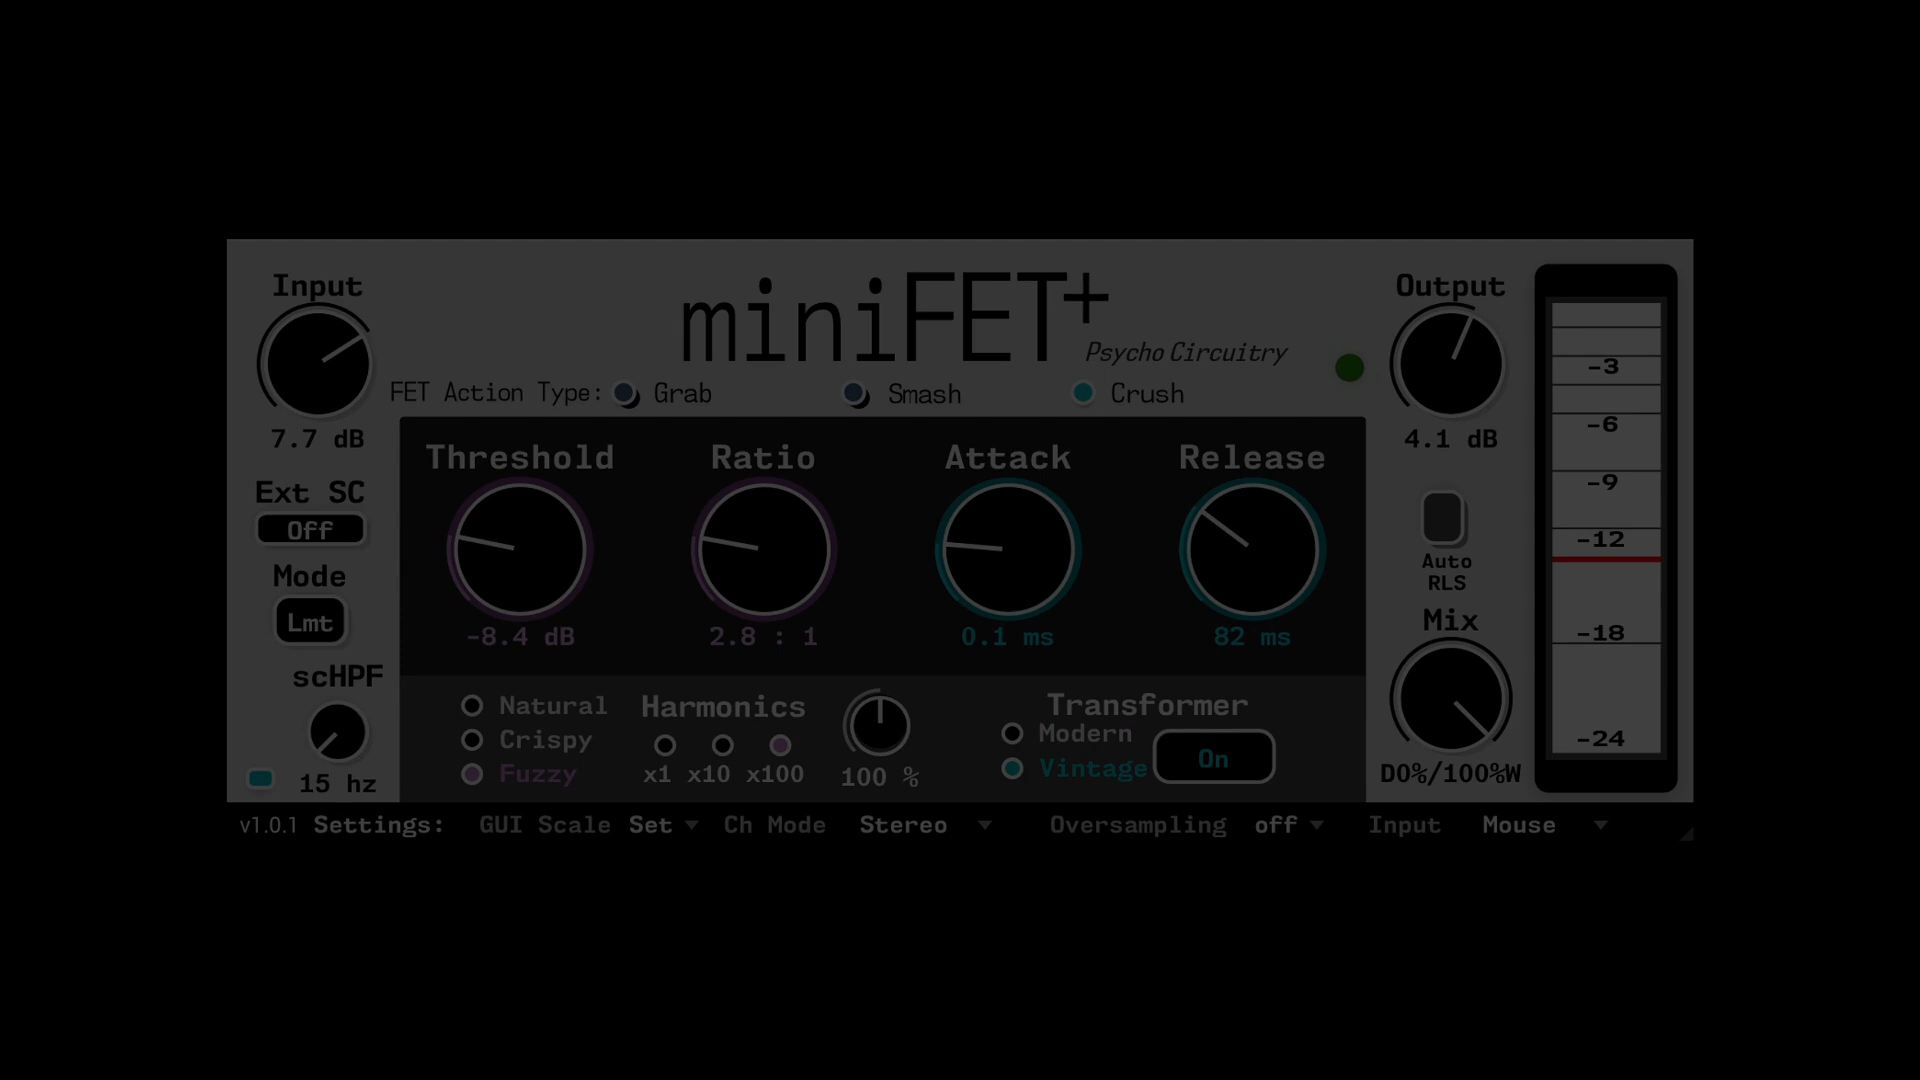 Input
7.7 dB
Ext SC
Off
Mode
Lmt
scHPF
15 hz
miniFET+
Psycho Circuitry
FET Action Type: Grab Smash Crush
Threshold Ratio Attack Release
-8.4 dB 2.8 : 1 0.1 ms 82 ms
Natural
Crispy
Fuzzy
Harmonics
x1 x10 x100
100 %
Transformer
Modern
Vintage
On
Output
4.1 dB
Auto
RLS
Mix
D0%/100%W
-3
-6
-9
-12
-18
-24
v1.0.1 Settings: GUI Scale Set Ch Mode Stereo Oversampling off Input Mouse